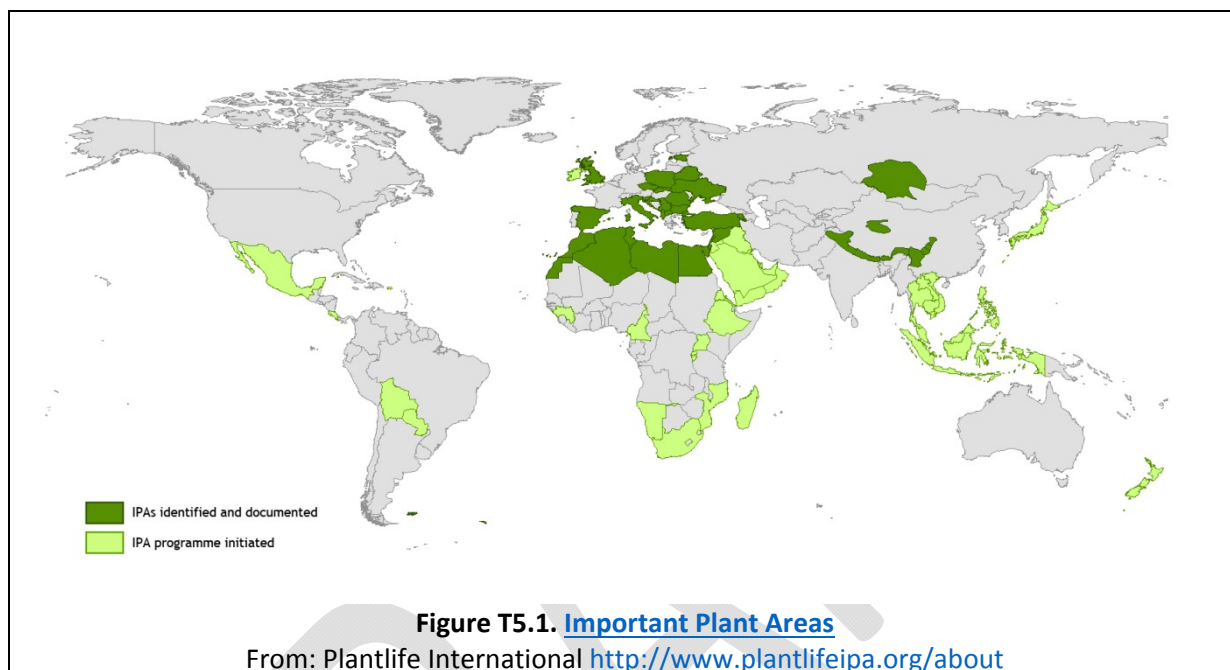 IPAs identified and documented
IPA programme initiated
Figure T5.1. Important Plant Areas
From: Plantlife International http://www.plantlifeipa.org/about